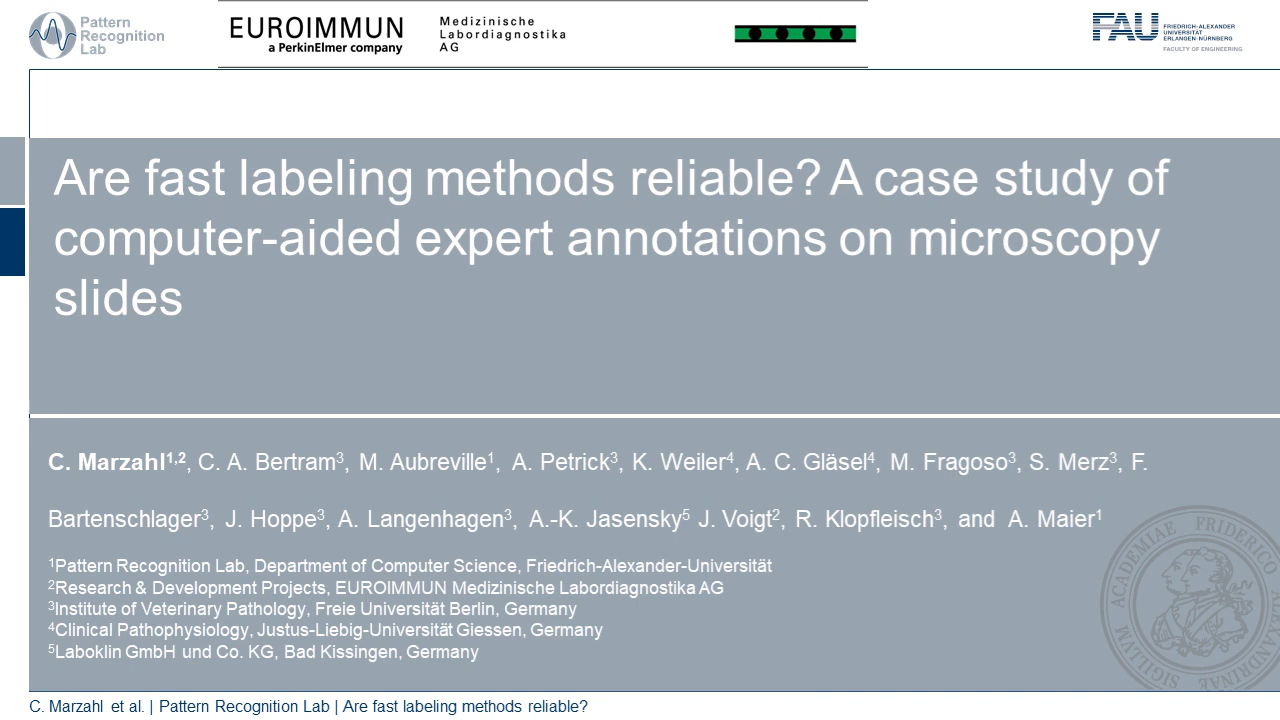 Pattern
Recognition
Lab
EUROIMMUN
a PerkinElmer company
Medizinische
Labordiagnostika
AG
FAU
FRIEDRICH-ALEXANDER
UNIVERSITÄT
ERLANGEN-NÜRNBERG
FACULTY OF ENGINEERING
Are fast labeling methods reliable? A case study of
computer-aided expert annotations on microscopy
slides
C. Marzahl1,2, C. A. Bertram3, M. Aubreville1, A. Petrick3, K. Weiler4, A. C. Gläsel4, M. Fragoso3, S. Merz3, F.
Bartenschlager3, J. Hoppe3, A. Langenhagen3, A.-K. Jasensky5 J. Voigt2, R. Klopfleisch3, and A. Maier1
1Pattern Recognition Lab, Department of Computer Science, Friedrich-Alexander-Universität
2Research & Development Projects, EUROIMMUN Medizinische Labordiagnostika AG
3Institute of Veterinary Pathology, Freie Universität Berlin, Germany
4Clinical Pathophysiology, Justus-Liebig-Universität Giessen, Germany
5Laboklin GmbH und Co. KG, Bad Kissingen, Germany
C. Marzahl et al. | Pattern Recognition Lab | Are fast labeling methods reliable?